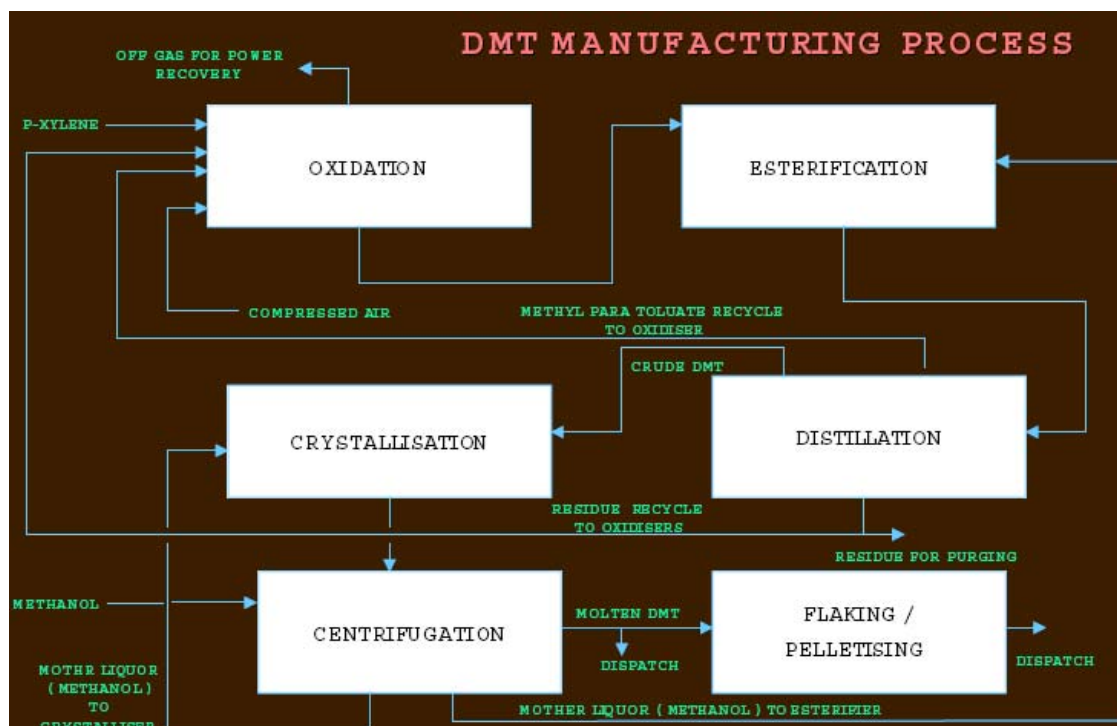 DMT MANUFACTURING PROCESS
OFF GAS FOR POWER
RECOVERY
P-XYLENE
OXIDATION
ESTERIFICATION
COMPRESSED AIR
METHYL PARA TOLUATE RECYCLE
TO OXIDISER
CRUDE DMT
CRYSTALLISATION
DISTILLATION
RESIDUE RECYCLE
TO OXIDISERS
RESIDUE FOR PURGING
METHANOL
CENTRIFUGATION
MOLTEN DMT
DISPATCH
FLAKING /
PELLETISING
DISPATCH
MOTHR LIQUOR
( METHANOL )
TO
CRYSTALLISER
MOTHER LIQUOR ( METHANOL ) TO ESTERIFIER